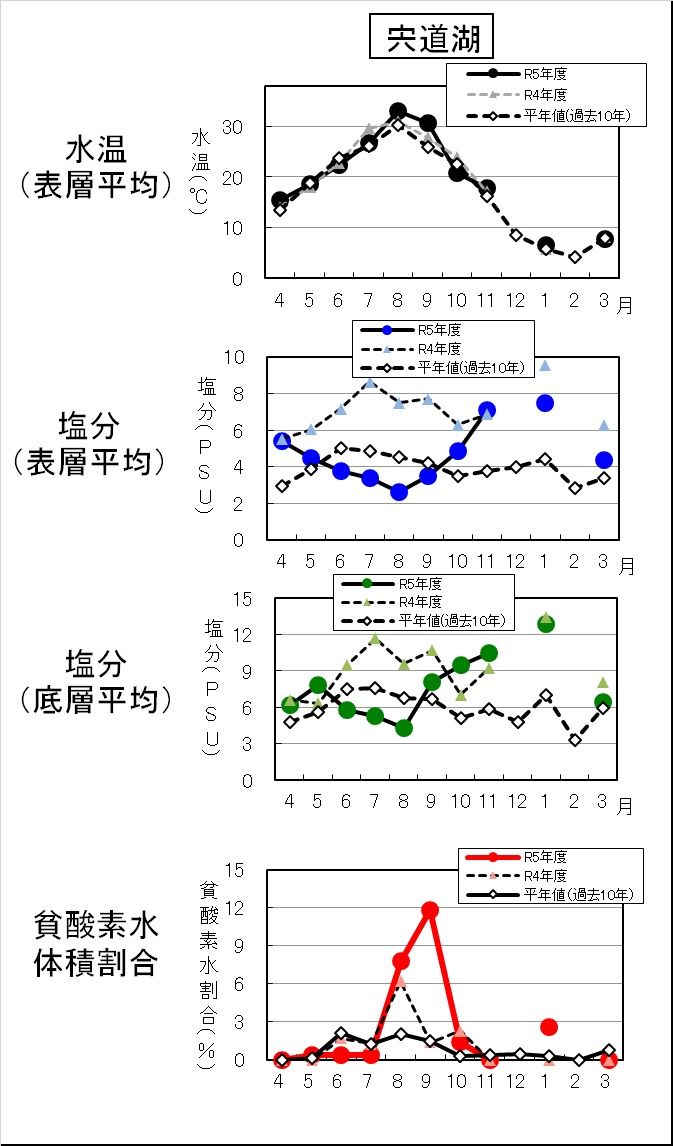 宍道湖
R5年度
R4年度
平年値(過去10年)
水温
(表層平均)
水温(℃)
30
20
10
0
4 5 6 7 8 9 10 11 12 1 2 3 月
R5年度
R4年度
平年値(過去10年)
塩分
(表層平均)
塩分(PSU)
10
8
6
4
2
0
4 5 6 7 8 9 10 11 12 1 2 3 月
R5年度
R4年度
平年値(過去10年)
塩分
(底層平均)
塩分(PSU)
15
12
9
6
3
0
4 5 6 7 8 9 10 11 12 1 2 3 月
R5年度
R4年度
平年値(過去10年)
貧酸素水
体積割合
貧酸素水割合(%)
15
12
9
6
3
0
4 5 6 7 8 9 10 11 12 1 2 3